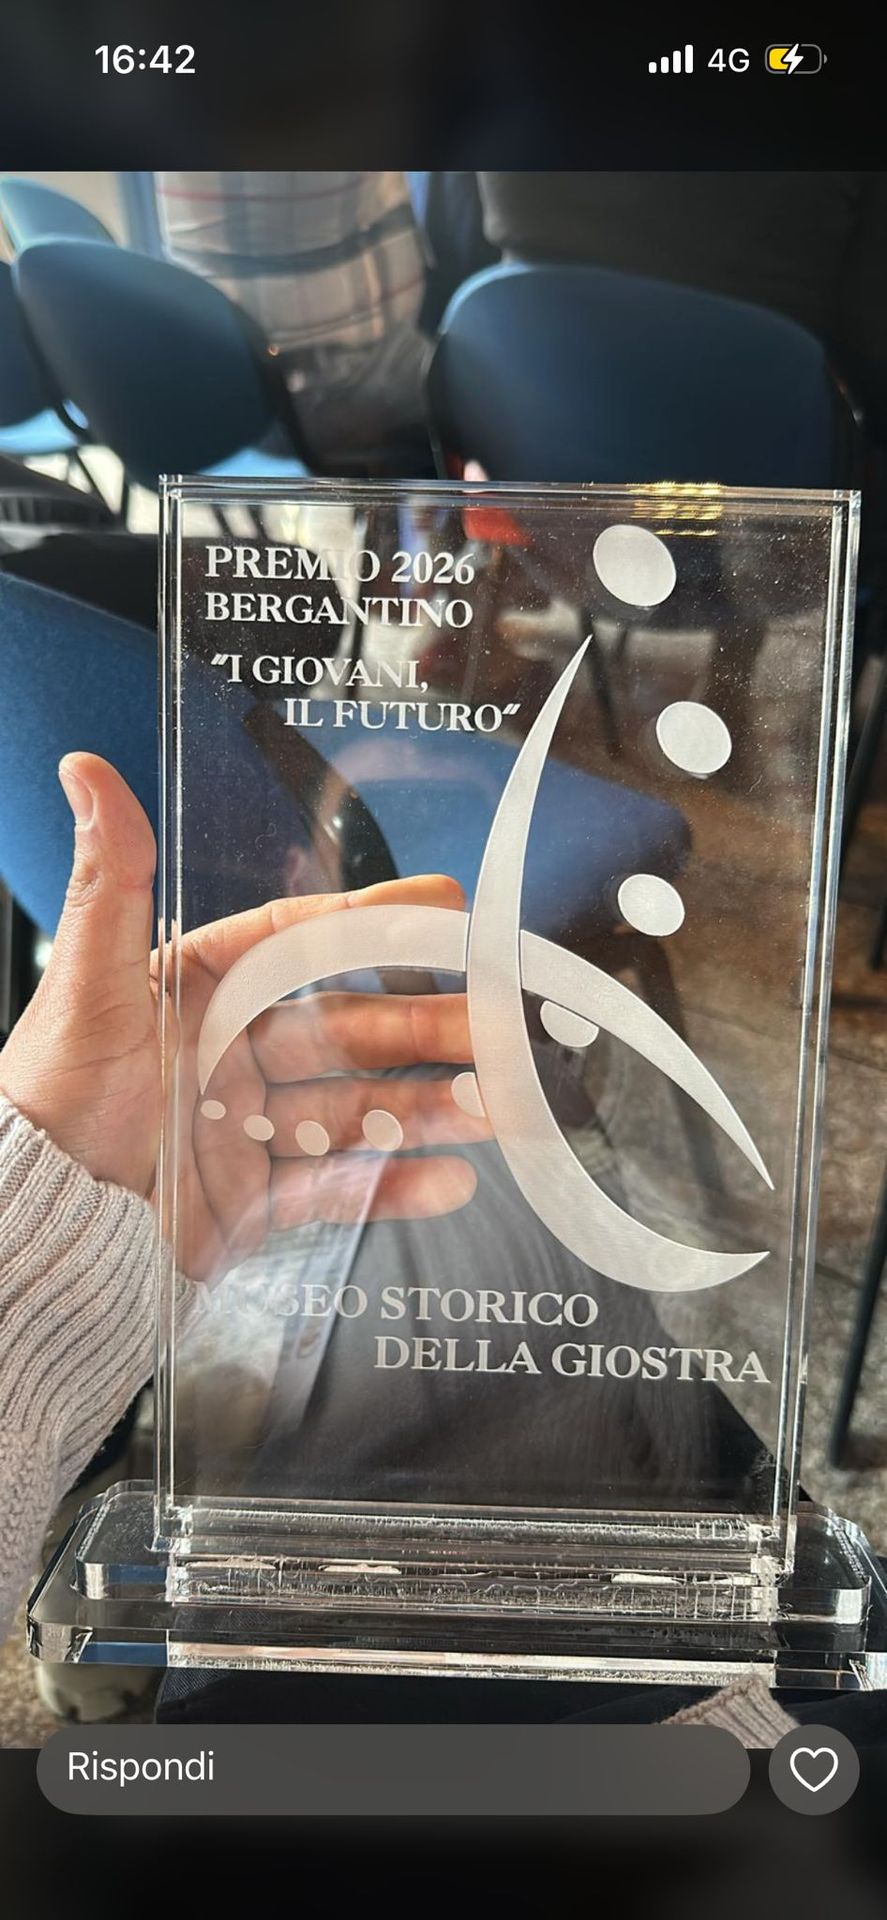 16:42
4G
PREMIO 2026
BERGANTINO
"I GIOVANI,
IL FUTURO"
MUSEO STORICO
DELLA GIOSTRA
Rispondi